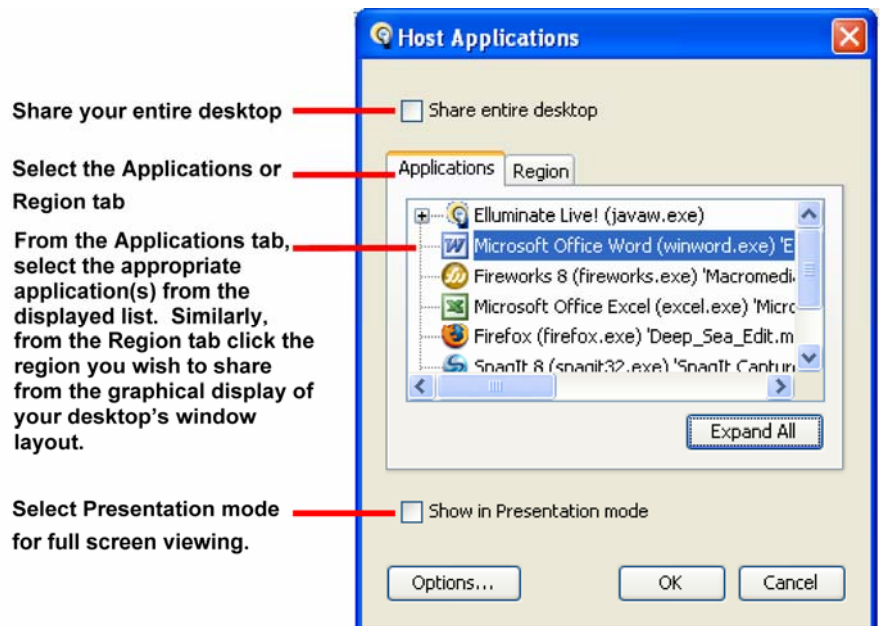 Host Applications
Share your entire desktop
Share entire desktop
Select the Applications or
Region tab
Applications
Region
From the Applications tab,
select the appropriate
application(s) from the
displayed list. Similarly,
from the Region tab click the
region you wish to share
from the graphical display of
your desktop's window
layout.
Elluminate Live! (javaw.exe)
Microsoft Office Word (winword.exe) 'E
Fireworks 8 (fireworks.exe) 'Macromedi
Microsoft Office Excel (excel.exe) 'Micro
Firefox (firefox.exe) 'Deep_Sea_Edit.m
SnagIt 8 (snagit32.exe) 'SnagIt Capture
Expand All
Select Presentation mode
for full screen viewing.
Show in Presentation mode
Options...
OK
Cancel